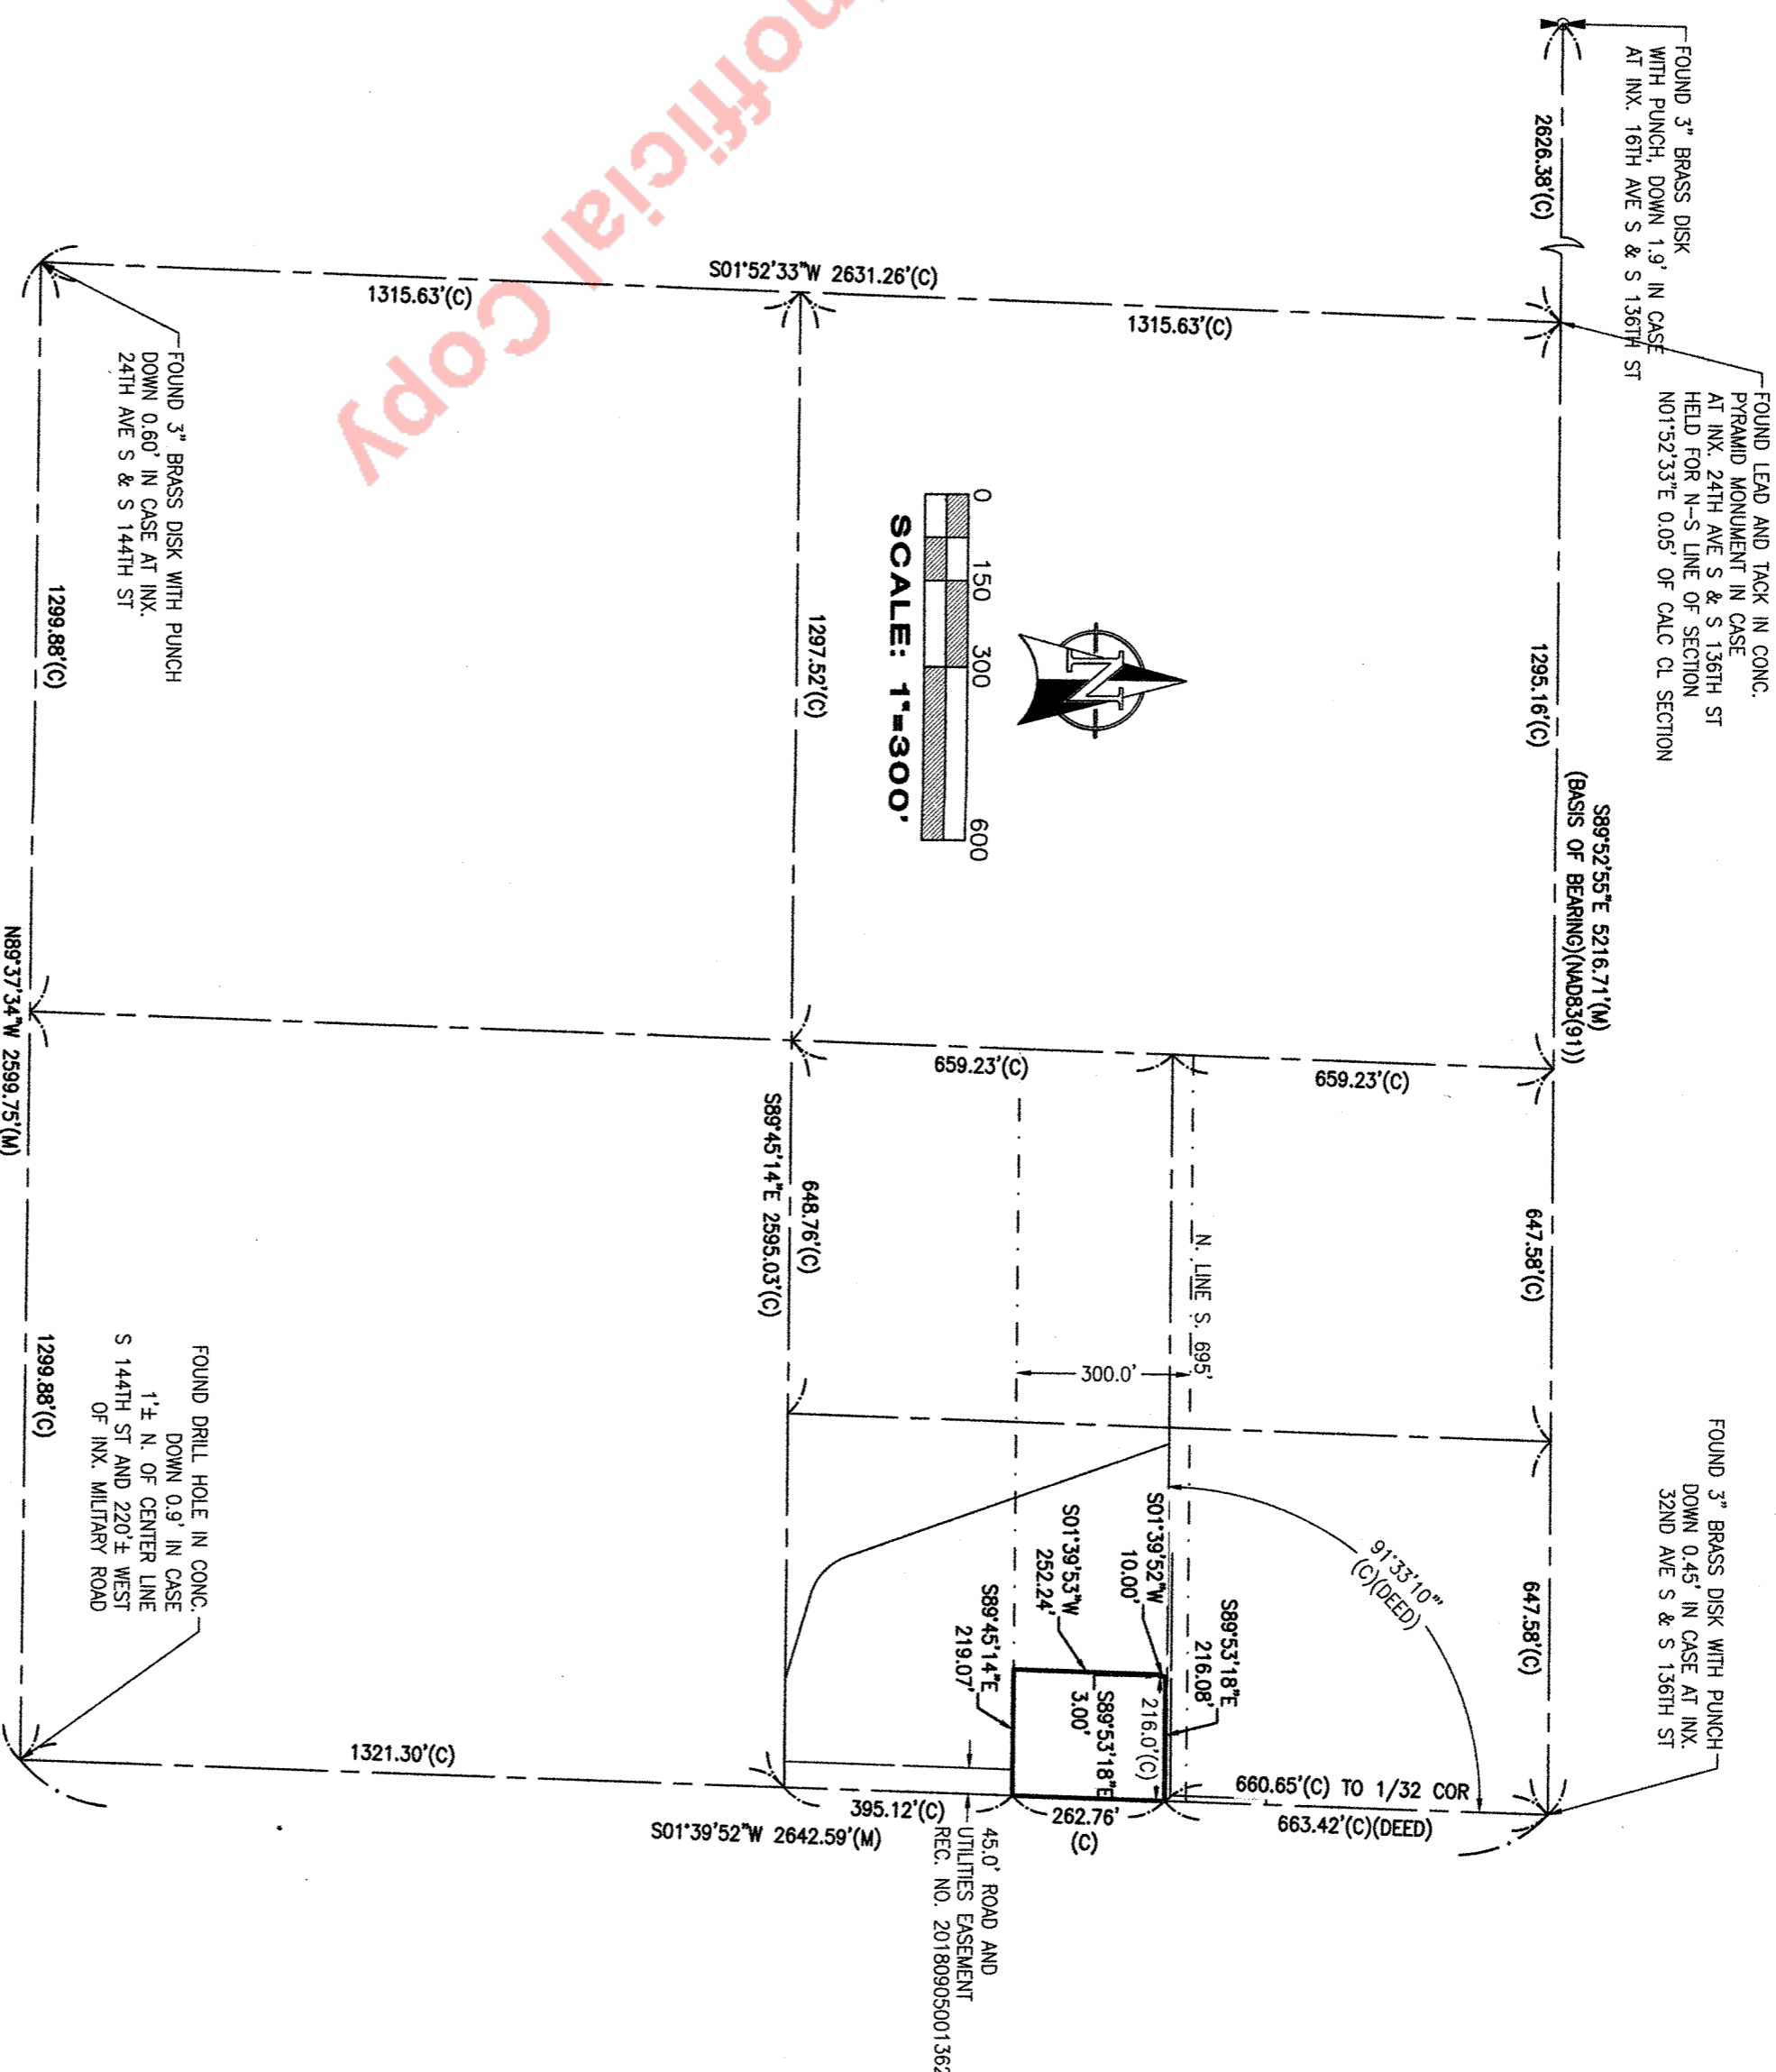 FOUND 3" BRASS DISK
WITH PUNCH, DOWN 1.9' IN CASE
AT INX. 16TH AVE S & S 136TH ST
FOUND LEAD AND TACK IN CONC.
PYRAMID MONUMENT IN CASE
AT INX. 24TH AVE S & S 136TH ST
HELD FOR N-S LINE OF SECTION
N01°52'33"E 0.05' OF CALC CL SECTION
FOUND 3" BRASS DISK WITH PUNCH
DOWN 0.45' IN CASE AT INX.
32ND AVE S & S 136TH ST
S89°52'55"E 5216.71'(M)
(BASIS OF BEARING)(NAD83(91))
2626.38'(C)
1295.16'(C)
647.58'(C)
647.58'(C)
S01°52'33"W 2631.26'(C)
1315.63'(C)
1315.63'(C)
659.23'(C)
659.23'(C)
91°33'10"'
(C)(DEED)
660.65'(C) TO 1/32 COR
663.42'(C)(DEED)
N. LINE S. 695'
300.0'
S89°53'18"E
216.08'
S01°39'52"W
10.00'
216.0'(C)
S89°53'18"E
3.00'
S01°39'53"W
252.24'
S89°45'14"E
219.07'
262.76'
(C)
395.12'(C)
45.0' ROAD AND
UTILITIES EASEMENT
REC. NO. 20180905001362
0
150
300
600
SCALE: 1"=300'
N
1297.52'(C)
648.76'(C)
S89°45'14"E 2595.03'(C)
S01°39'52"W 2642.59'(M)
1321.30'(C)
FOUND 3" BRASS DISK WITH PUNCH
DOWN 0.60' IN CASE AT INX.
24TH AVE S & S 144TH ST
FOUND DRILL HOLE IN CONC.
DOWN 0.9' IN CASE
1'± N. OF CENTER LINE
S 144TH ST AND 220'± WEST
OF INX. MILITARY ROAD
1299.88'(C)
1299.88'(C)
N89°37'34"W 2599.75'(M)
nofficial Copy